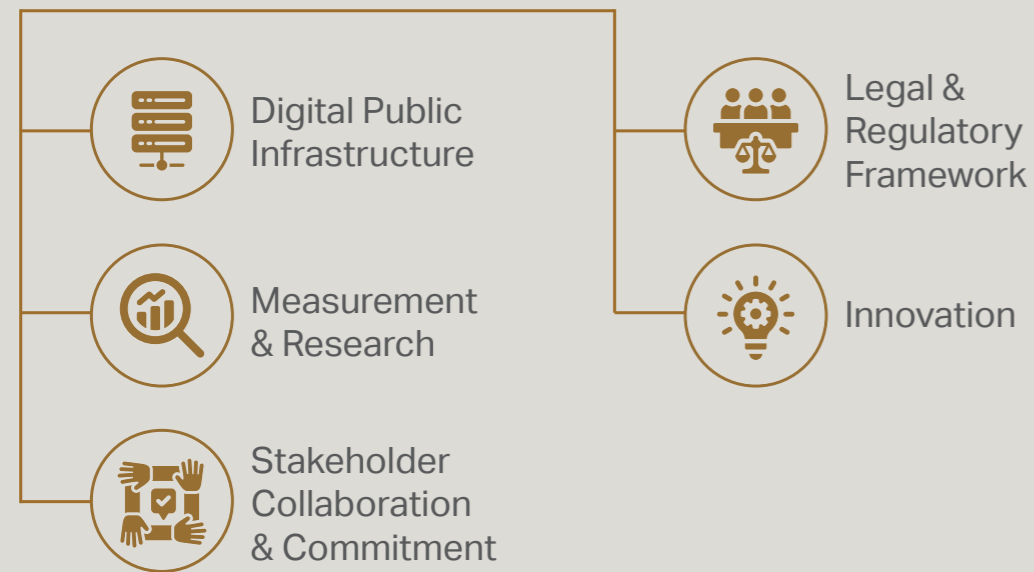 Digital Public
Infrastructure
Measurement
& Research
Stakeholder
Collaboration
& Commitment
Legal &
Regulatory
Framework
Innovation